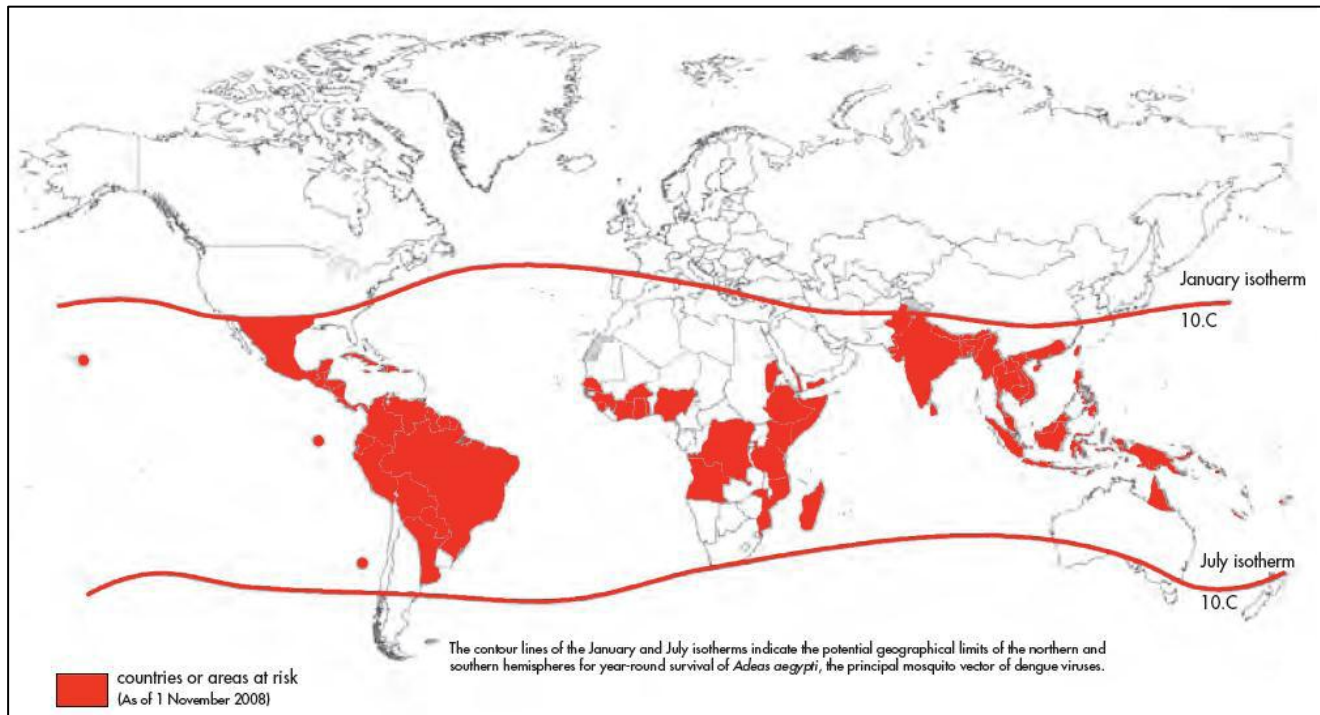 January isotherm
10.C
July isotherm
10.C
The contour lines of the January and July isotherms indicate the potential geographical limits of the northern and
southern hemispheres for year-round survival of Adeas aegypti, the principal mosquito vector of dengue viruses.
countries or areas at risk
(As of 1 November 2008)